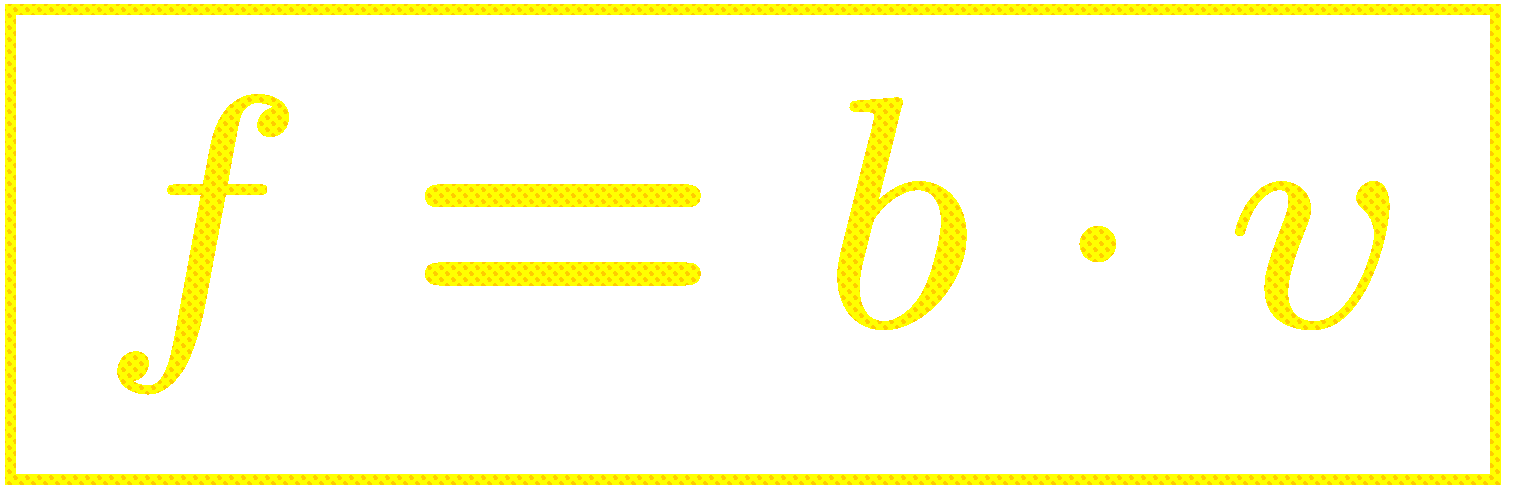 f = b · v